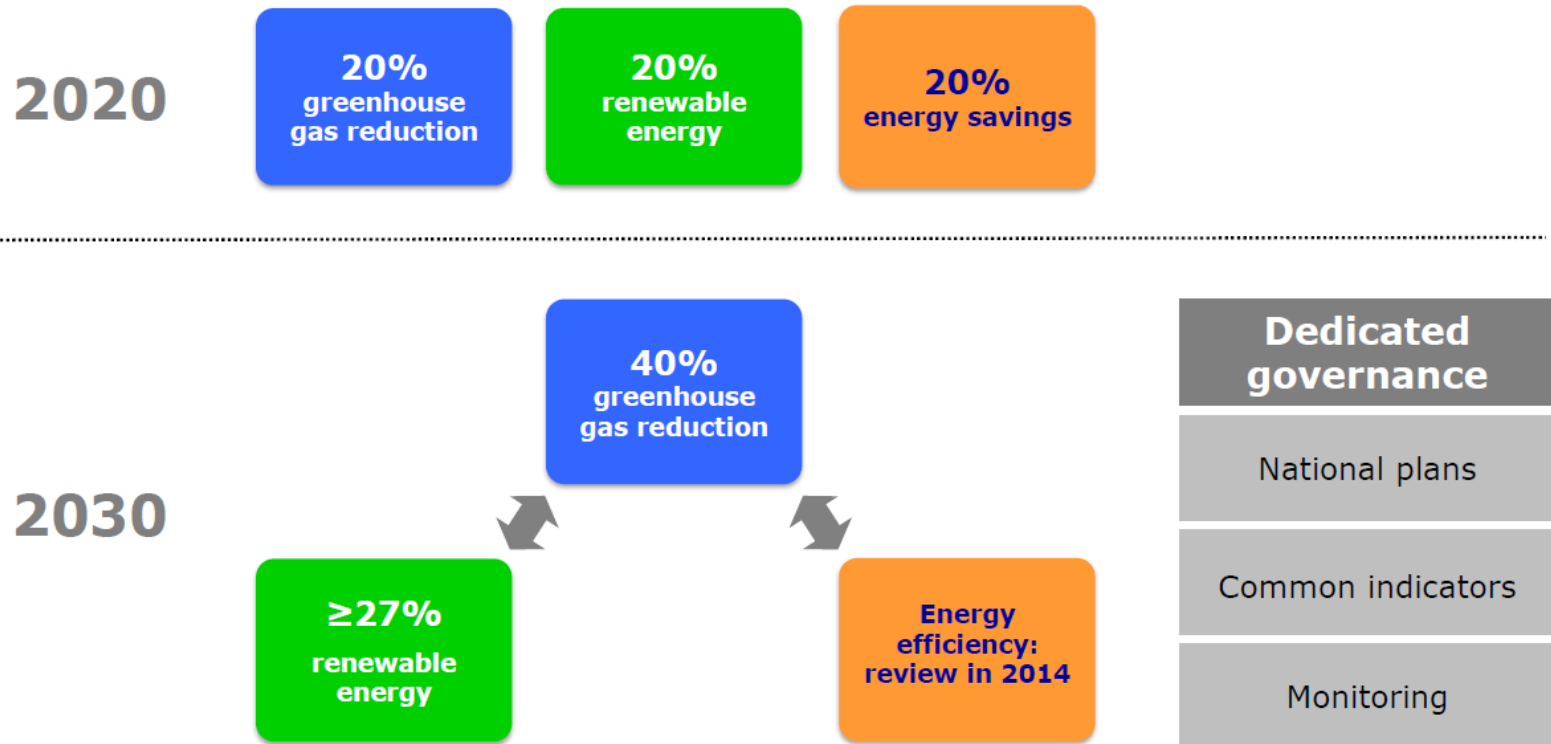 2020
20%
greenhouse
gas reduction
20%
renewable
energy
20%
energy savings
2030
40%
greenhouse
gas reduction
≥27%
renewable
energy
Energy
efficiency:
review in 2014
Dedicated
governance
National plans
Common indicators
Monitoring